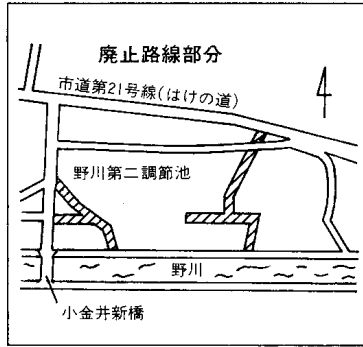 廃止路線部分
市道第21号線(はけの道)
野川第二調節池
野川
小金井新橋